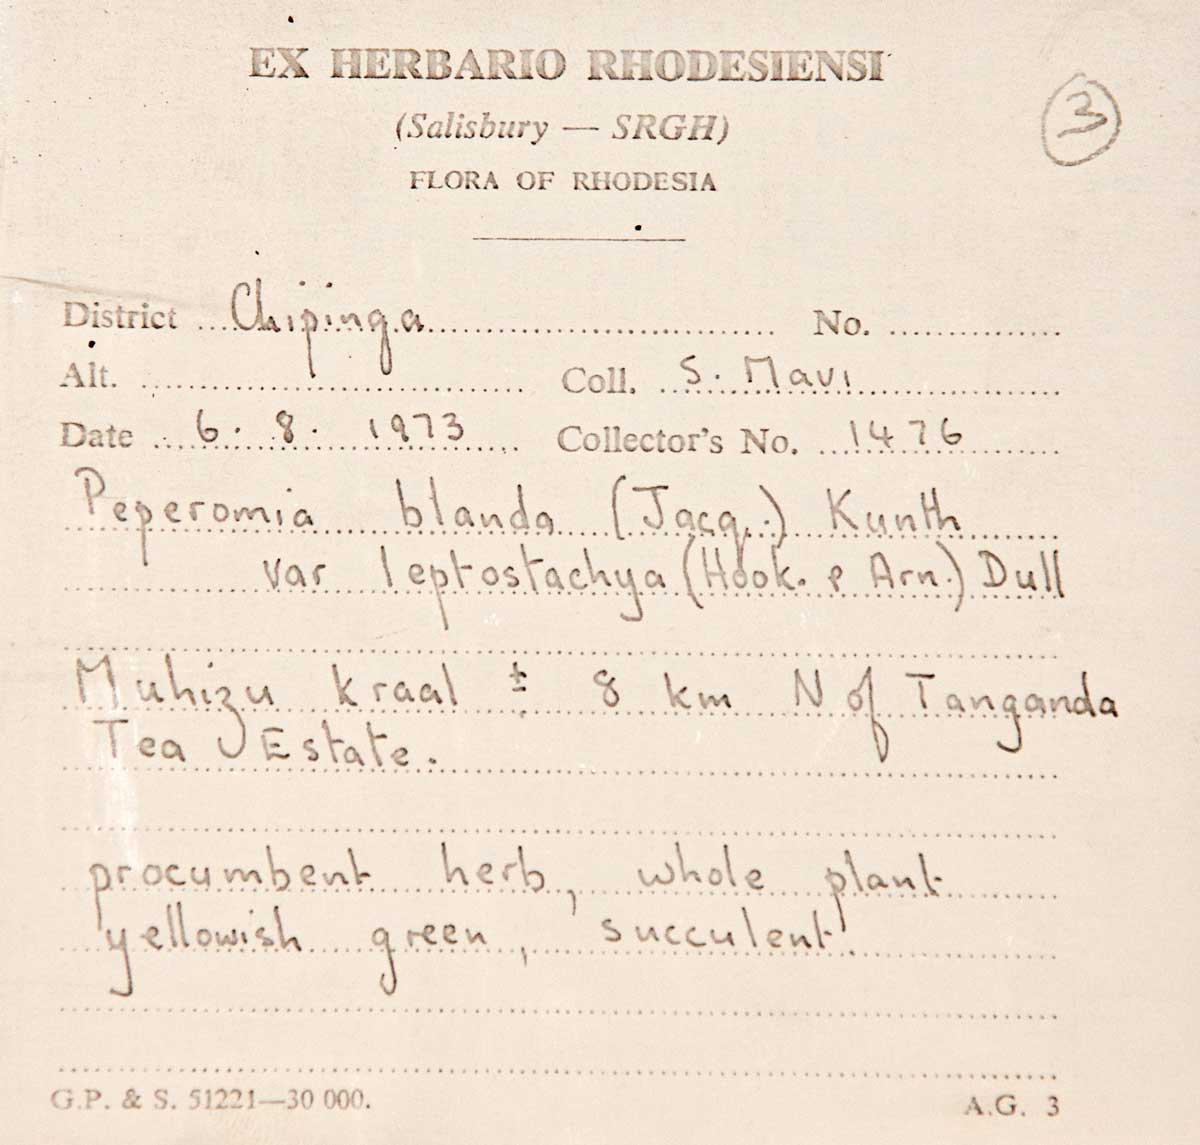 EX HERBARIO RHODESIENSI
(Salisbury — SRGH)
3
FLORA OF RHODESIA
District Chipinga No.
Alt. Coll. S. Mavi
Date 6. 8. 1973 Collector's No. 1476
Peperomia blanda (Jacq.) Kunth
var leptostachya (Hook. & Arn.) Dull
Muhizu kraal ± 8 km N of Tanganda
Tea Estate.
procumbent herb, whole plant
yellowish green, succulent.
G.P. & S. 51221—30 000. A.G. 3